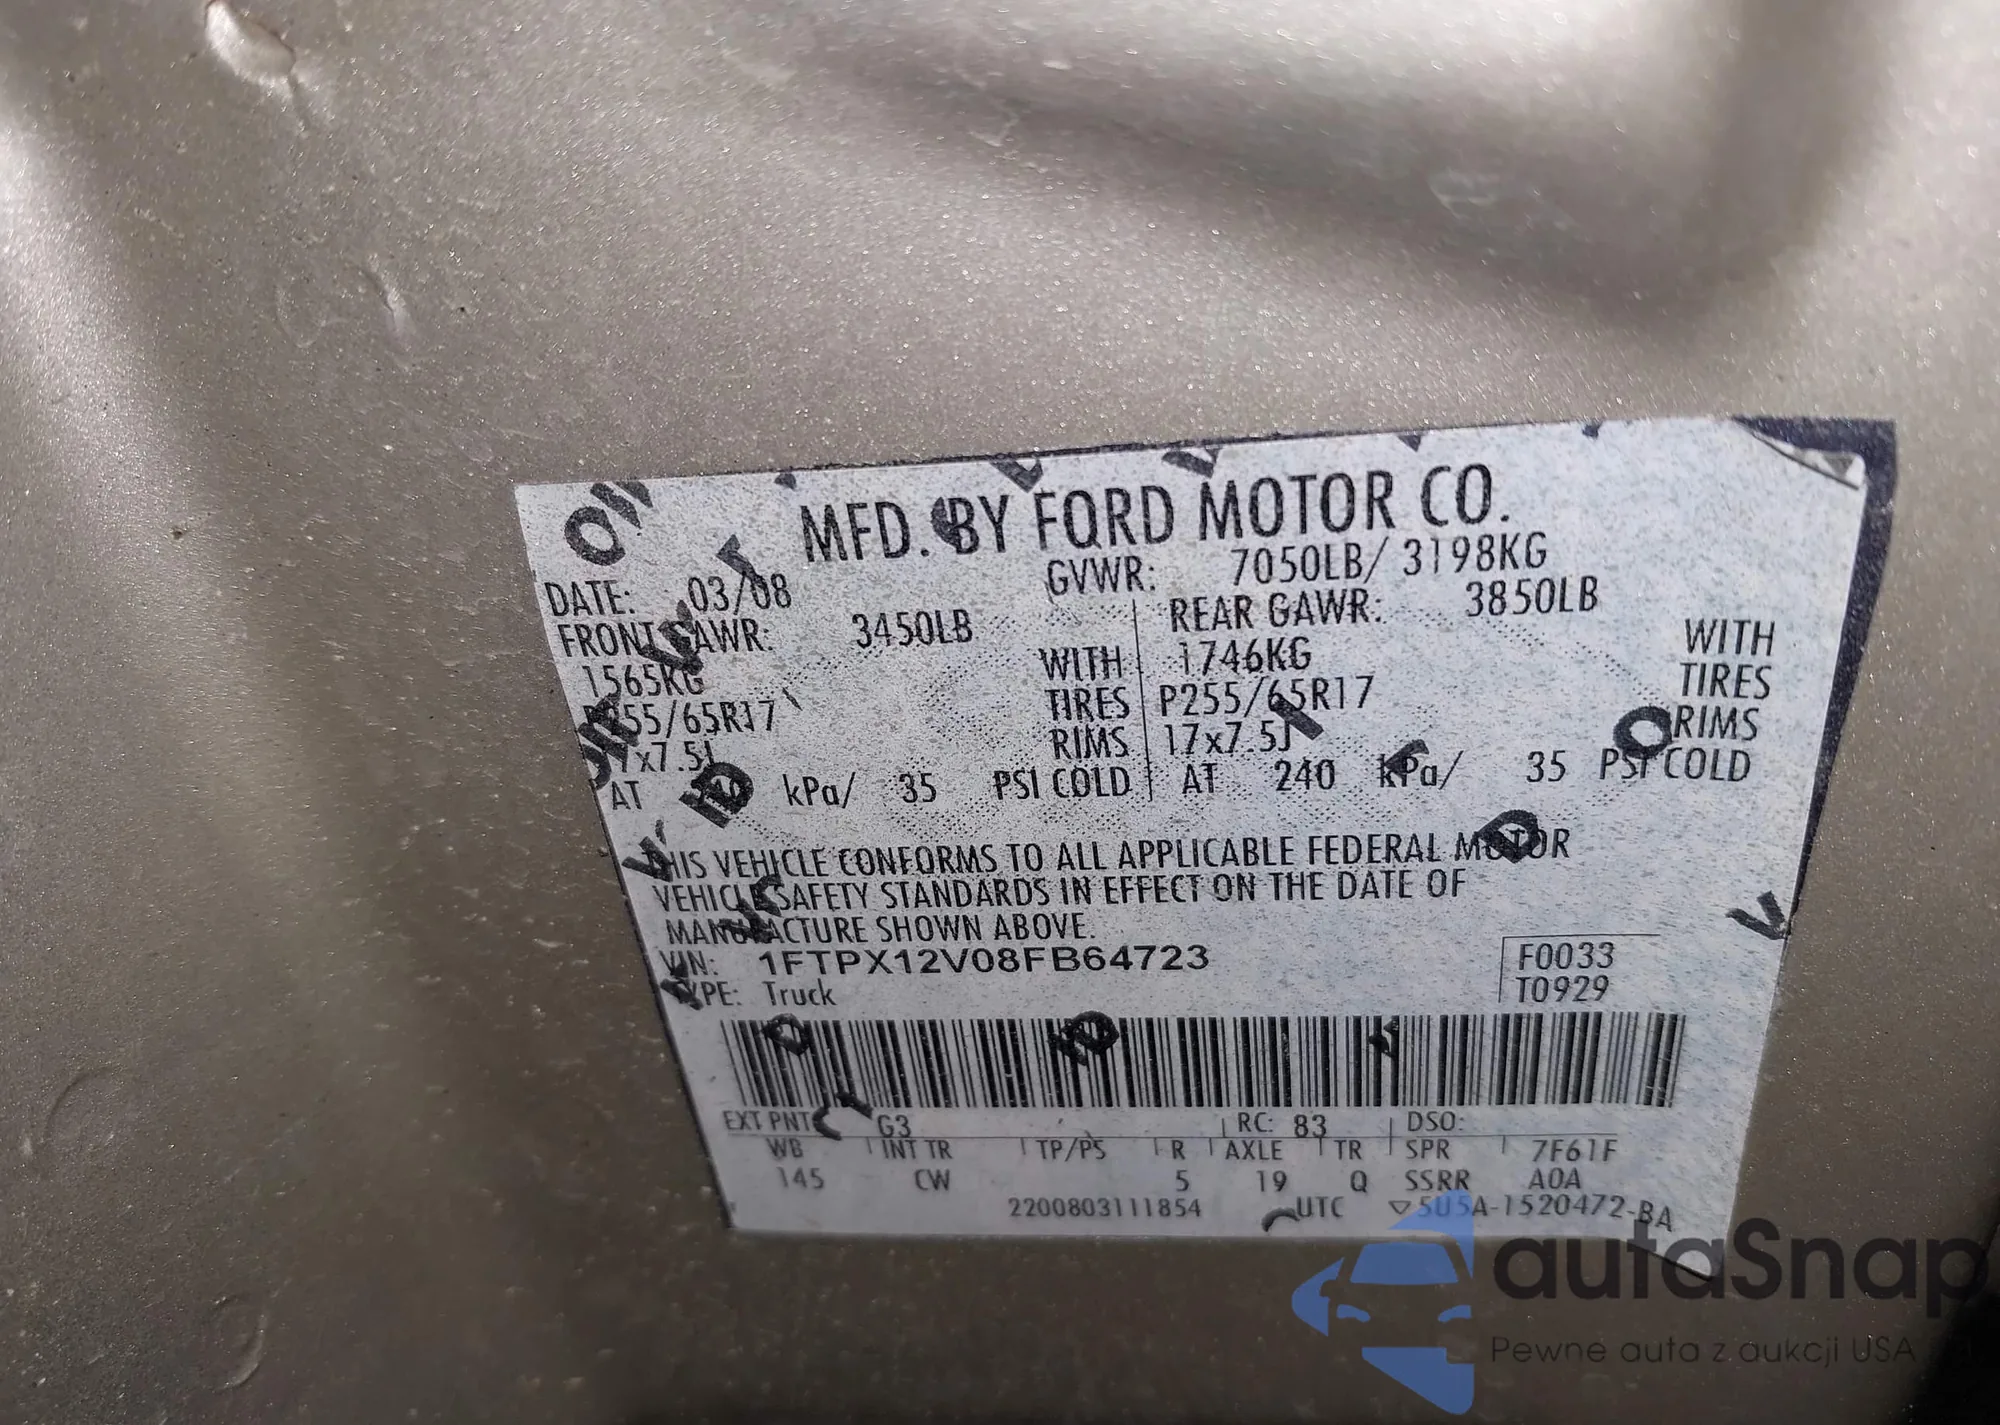 MFD. BY FORD MOTOR CO.
DATE: 03/08 GVWR: 7050LB/ 3198KG
FRONT GAWR: 3450LB REAR GAWR: 3850LB
1565KG WITH 1746KG WITH
P255/65R17 TIRES P255/65R17 TIRES
17x7.5J RIMS 17x7.5J RIMS
AT kPa/ 35 PSI COLD AT 240 kPa/ 35 PSI COLD
THIS VEHICLE CONFORMS TO ALL APPLICABLE FEDERAL MOTOR
VEHICLE SAFETY STANDARDS IN EFFECT ON THE DATE OF
MANUFACTURE SHOWN ABOVE.
VIN: 1FTPX12V08FB64723 F0033
TYPE: Truck T0929
EXT PNT: G3 RC: 83 DSO:
WB INT TR TP/PS R AXLE TR SPR 7F61F
145 CW 5 19 Q SSRR A0A
2200803111854 UTC ▽5U5A-1520472-BA
autaSnap
Pewne auta z aukcji USA